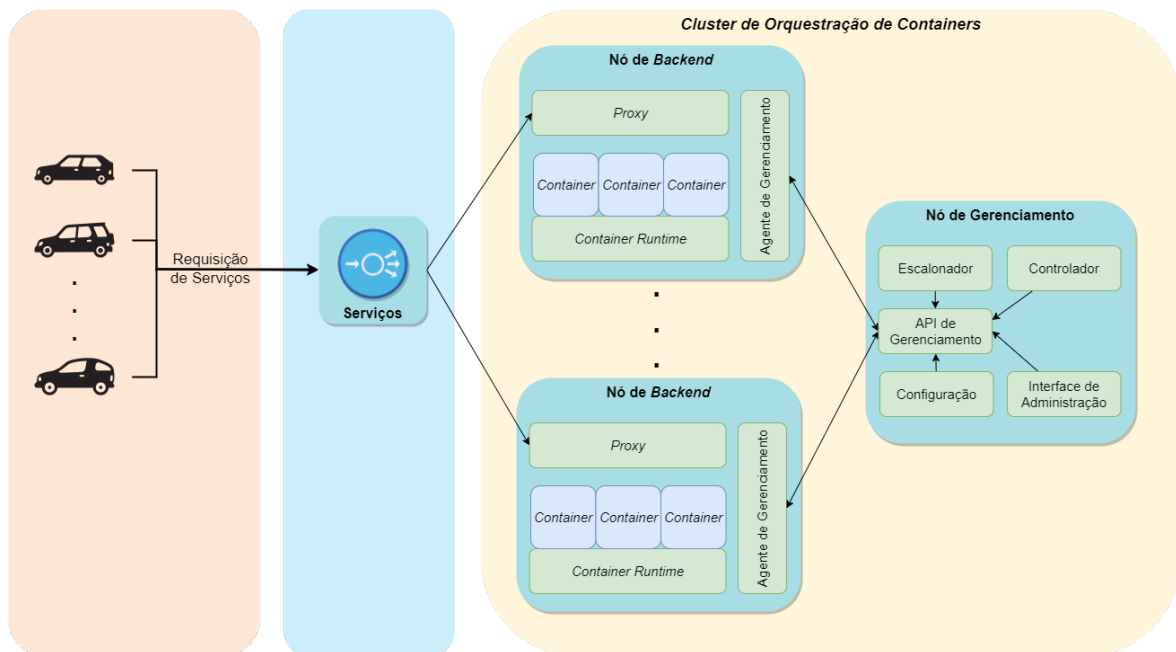 Requisição
de Serviços
Serviços
Cluster de Orquestração de Containers
Nó de Backend
Proxy
Container
Container
Container
Container Runtime
Agente de Gerenciamento
Nó de Backend
Proxy
Container
Container
Container
Container Runtime
Agente de Gerenciamento
Nó de Gerenciamento
Escalonador
Controlador
API de
Gerenciamento
Configuração
Interface de
Administração